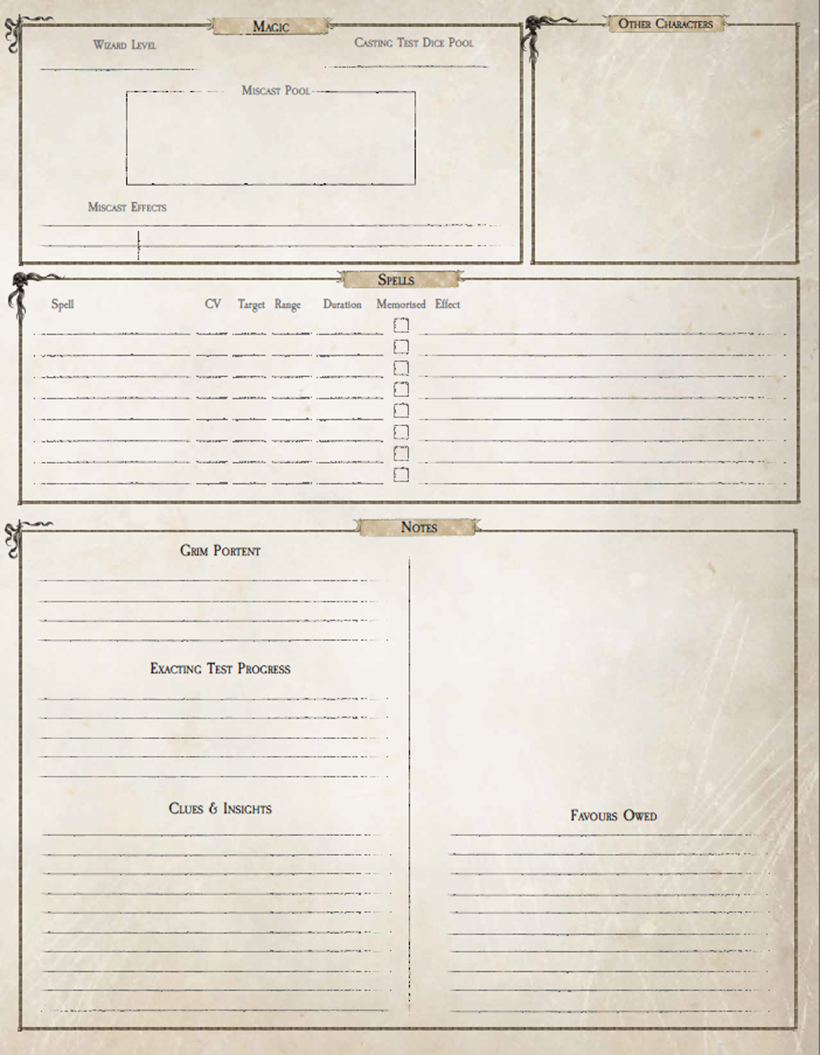 Magic
Wizard Level
Casting Test Dice Pool
Miscast Pool
Miscast Effects
Other Characters
Spells
Spell CV Target Range Duration Memorised Effect
Notes
Grim Portent
Exacting Test Progress
Clues & Insights
Favours Owed